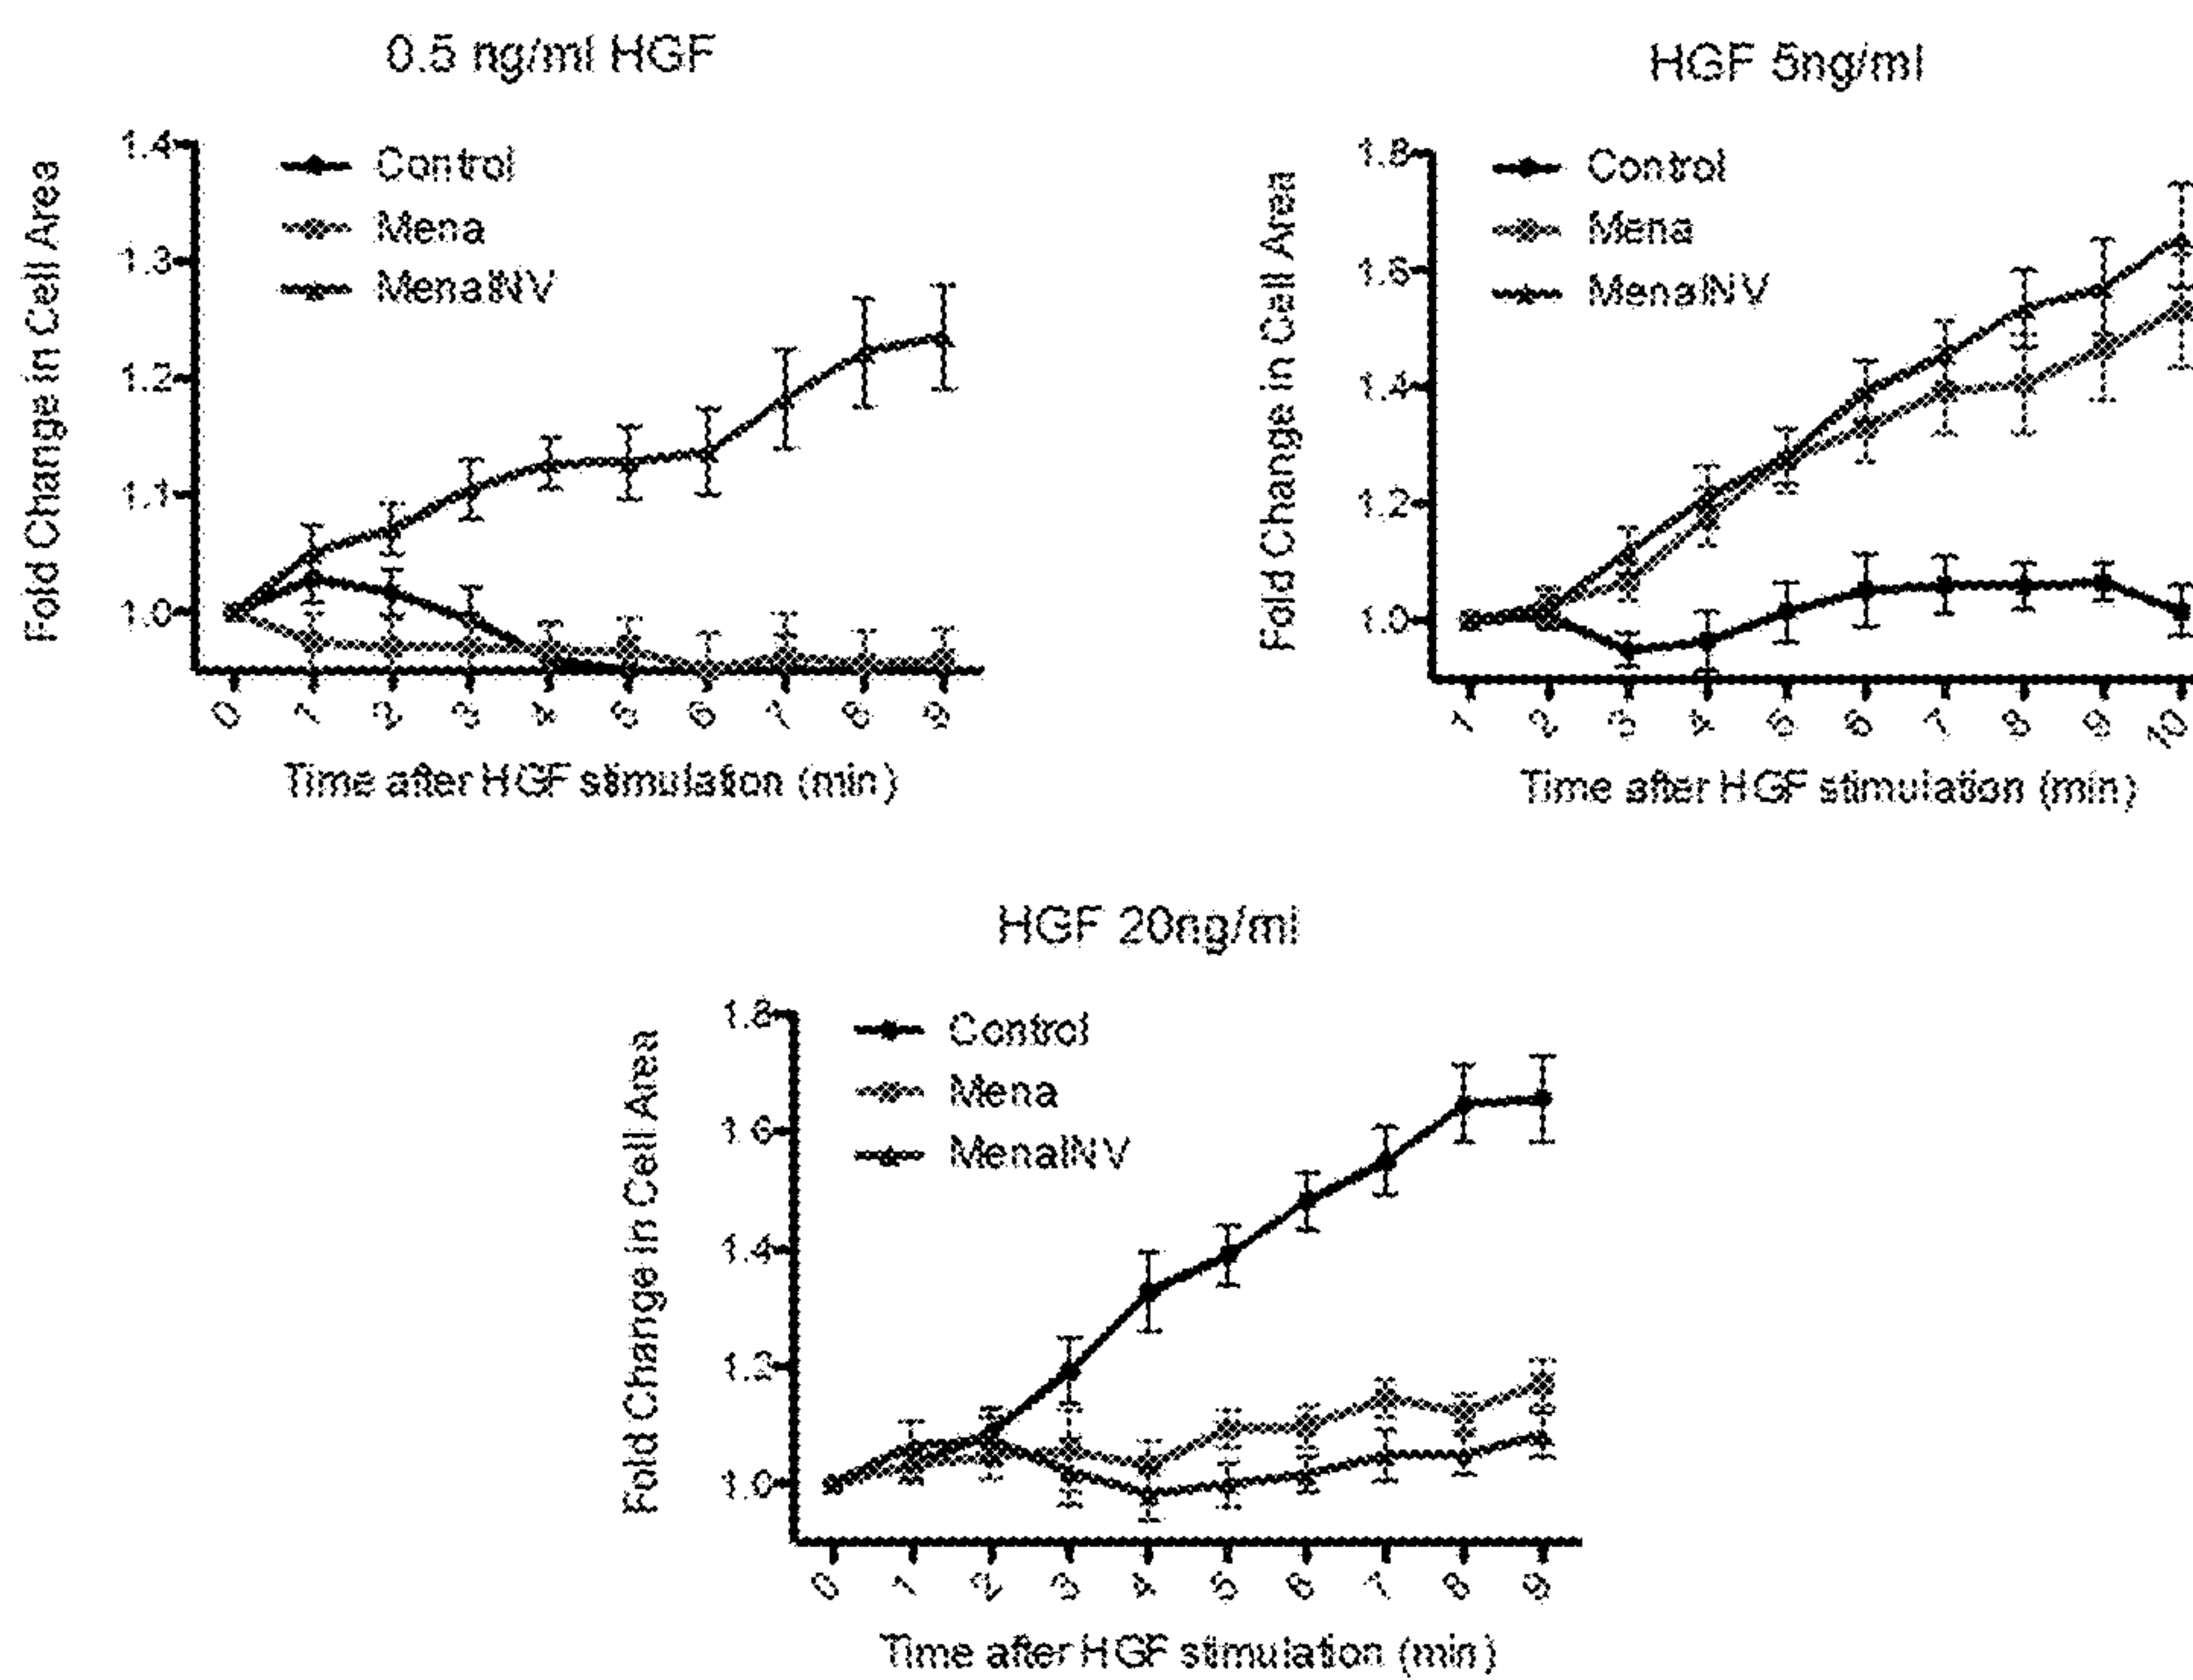 0.5 ng/ml HGF
Fold Change in Cell Area
1.4
1.3
1.2
1.1
1.0
Control
Mena
MenaINV
0 1 2 3 4 5 6 7 8 9
Time after HGF stimulation (min)
HGF 5ng/ml
Fold Change in Cell Area
1.8
1.6
1.4
1.2
1.0
Control
Mena
MenaINV
1 2 3 4 5 6 7 8 9 10
Time after HGF stimulation (min)
HGF 20ng/ml
Fold Change in Cell Area
1.8
1.6
1.4
1.2
1.0
Control
Mena
MenaINV
0 1 2 3 4 5 6 7 8 9
Time after HGF stimulation (min)